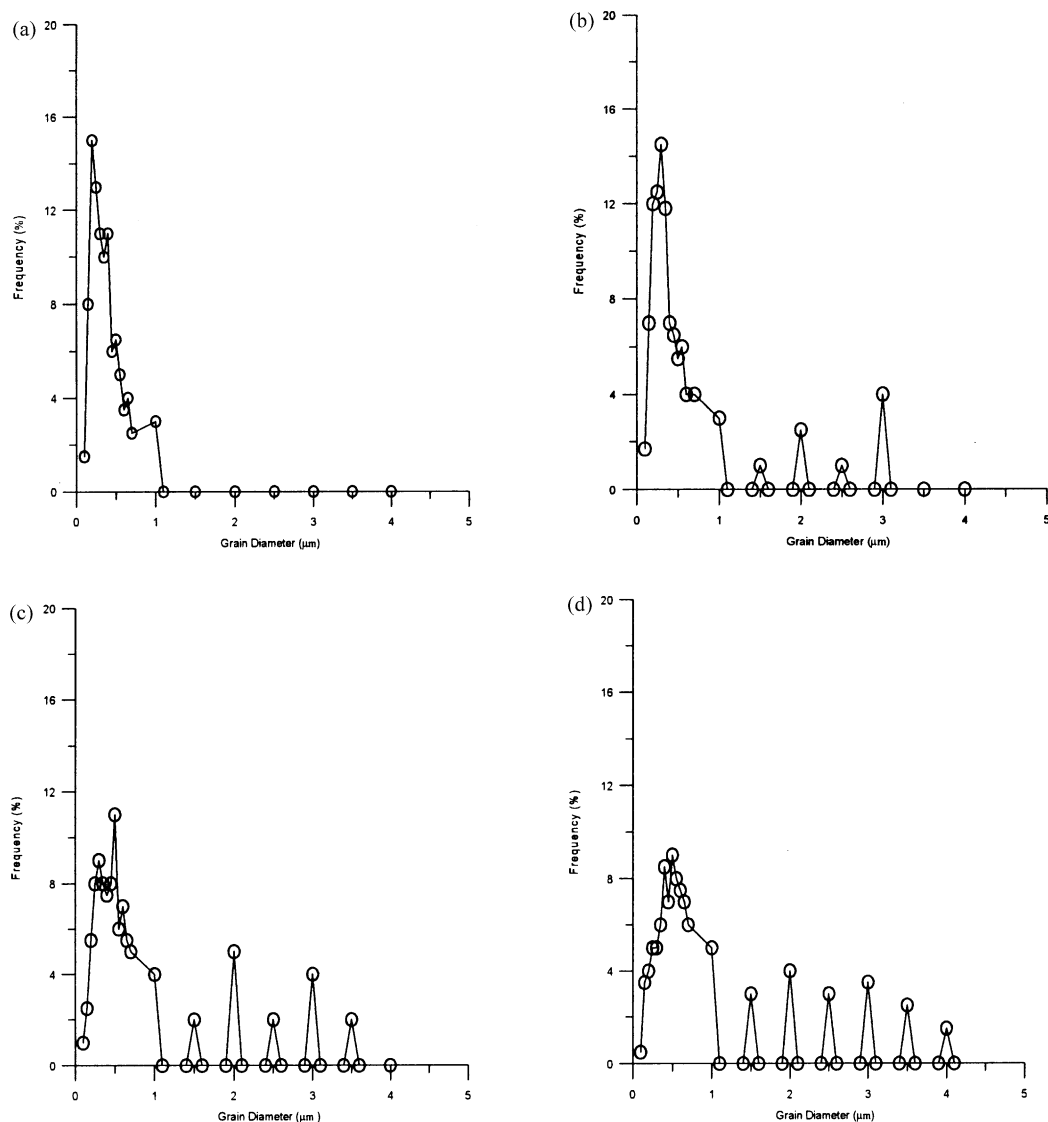 (a)
20
16
12
8
4
0
Frequency (%)
0 1 2 3 4 5
Grain Diameter (μm)
(b)
20
16
12
8
4
0
Frequency (%)
0 1 2 3 4 5
Grain Diameter (μm)
(c)
20
16
12
8
4
0
Frequency (%)
0 1 2 3 4 5
Grain Diameter (μm )
(d)
20
16
12
8
4
0
Frequency (%)
0 1 2 3 4 5
Grain Diameter (μm)